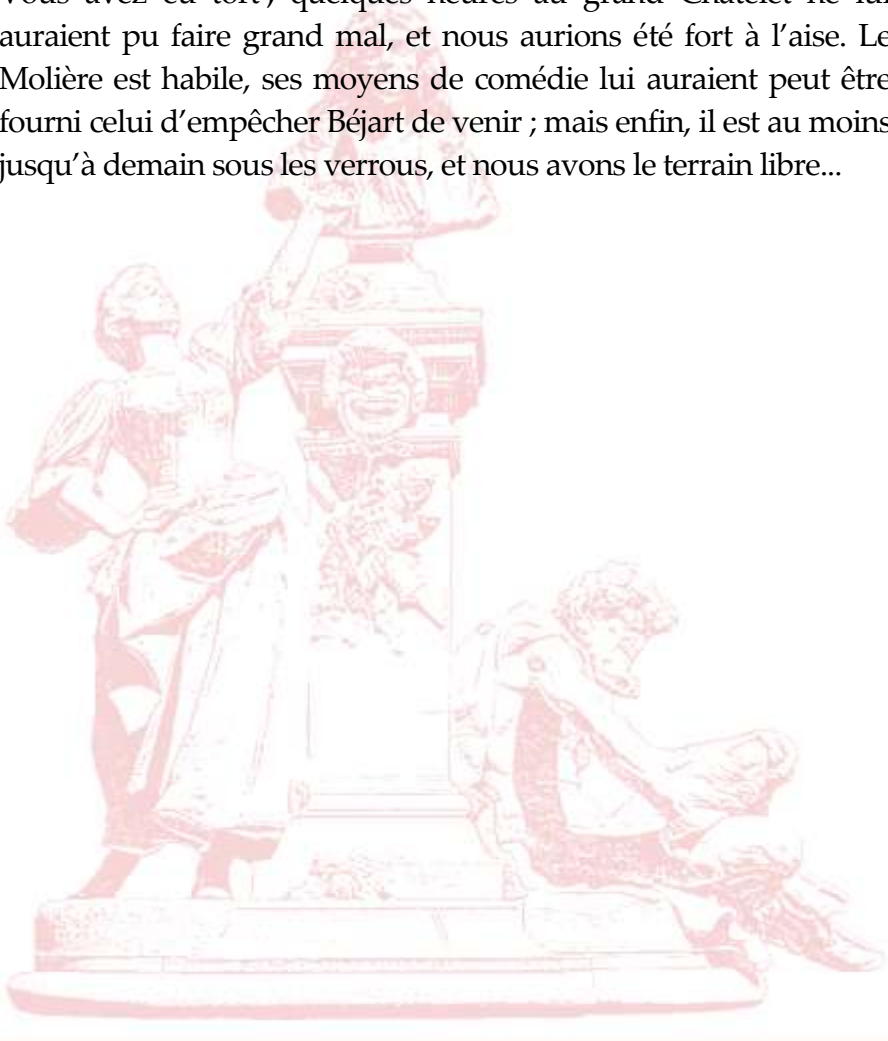 Vous avez eu tort ; quelques heures au grand Châtelet ne lui
auraient pu faire grand mal, et nous aurions été fort à l’aise. Le
Molière est habile, ses moyens de comédie lui auraient peut être
fourni celui d’empêcher Béjart de venir ; mais enfin, il est au moins
jusqu’à demain sous les verrous, et nous avons le terrain libre...